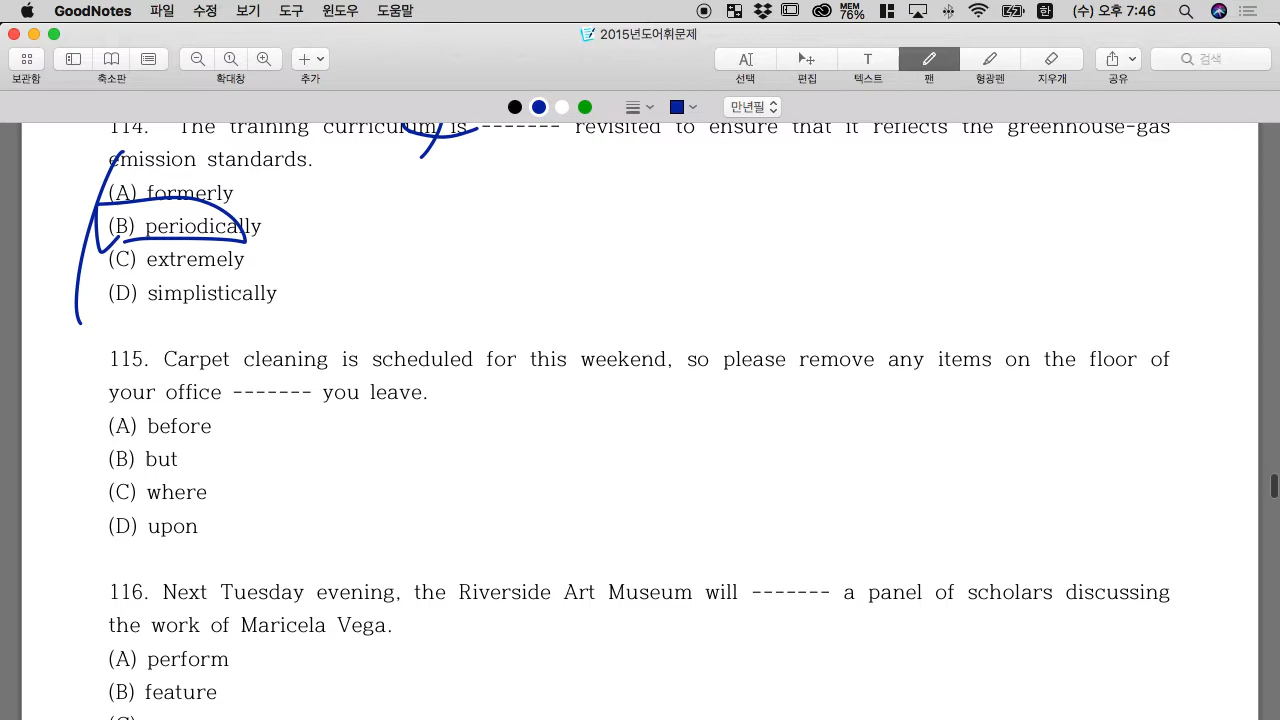 GoodNotes 파일 수정 보기 도구 윈도우 도움말 MEM 76% 한 (수) 오후 7:46
2015년도어휘문제
보관함 축소판 확대창 추가 선택 편집 텍스트 펜 형광펜 지우개 공유 검색
만년필
114. The training curriculum is ------- revisited to ensure that it reflects the greenhouse-gas
emission standards.
(A) formerly
(B) periodically
(C) extremely
(D) simplistically
115. Carpet cleaning is scheduled for this weekend, so please remove any items on the floor of
your office ------- you leave.
(A) before
(B) but
(C) where
(D) upon
116. Next Tuesday evening, the Riverside Art Museum will ------- a panel of scholars discussing
the work of Maricela Vega.
(A) perform
(B) feature